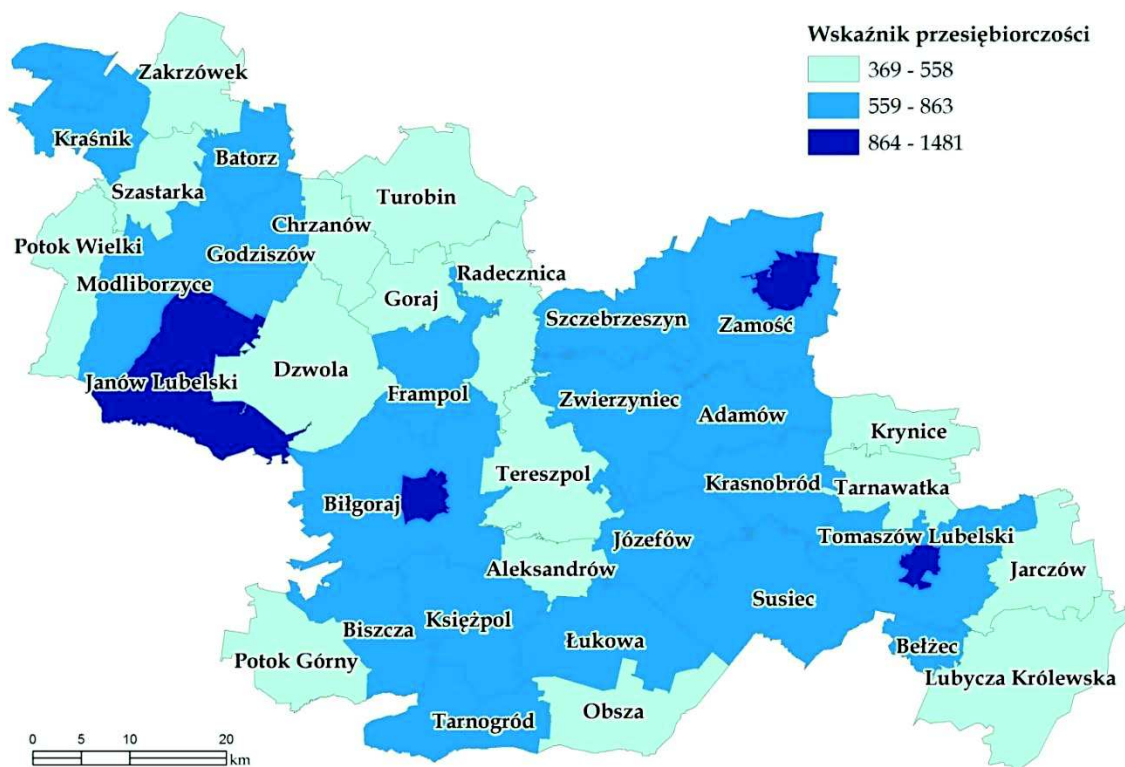 Wskaźnik przesiębiorczości
369 - 558
559 - 863
864 - 1481
Zakrzówek
Kraśnik
Batorz
Szastarka
Turobin
Chrzanów
Potok Wielki
Godziszów
Radecznica
Modliborzyce
Goraj
Szczebrzeszyn
Zamość
Janów Lubelski
Dzwola
Frampol
Zwierzyniec
Adamów
Krynice
Tereszpol
Krasnobród
Tarnawatka
Biłgoraj
Józefów
Tomaszów Lubelski
Aleksandrów
Jarczów
Susiec
Księżpol
Biszcza
Łukowa
Bełżec
Potok Górny
Lubycza Królewska
Obsza
Tarnogród
0 5 10 20
km